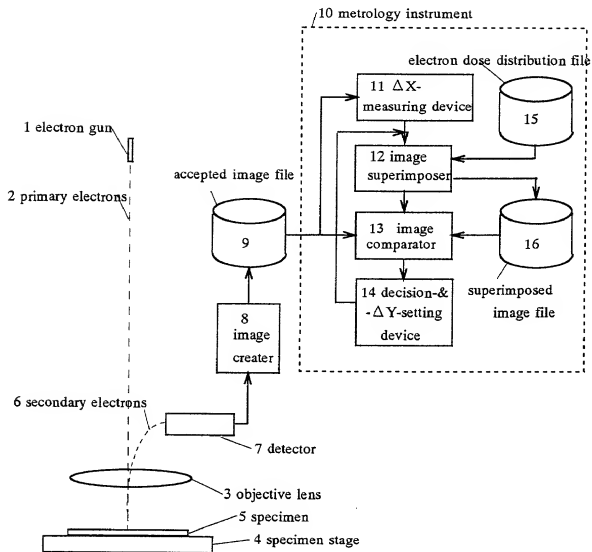 10 metrology instrument
electron dose distribution file
11 ΔX-
measuring device
15
1 electron gun
12 image
superimposer
accepted image file
2 primary electrons
13 image
comparator
9
16
14 decision-&
-ΔY-setting
device
superimposed
image file
8
image
creater
6 secondary electrons
7 detector
3 objective lens
5 specimen
4 specimen stage